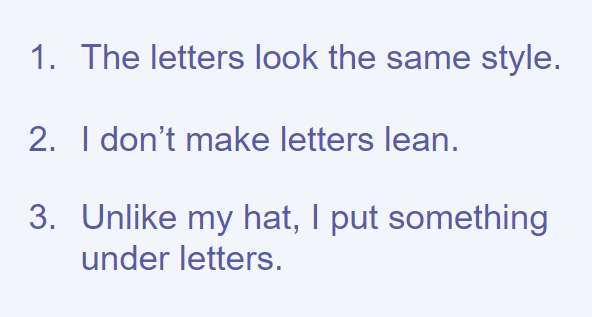 1. The letters look the same style.
2. I don’t make letters lean.
3. Unlike my hat, I put something
under letters.